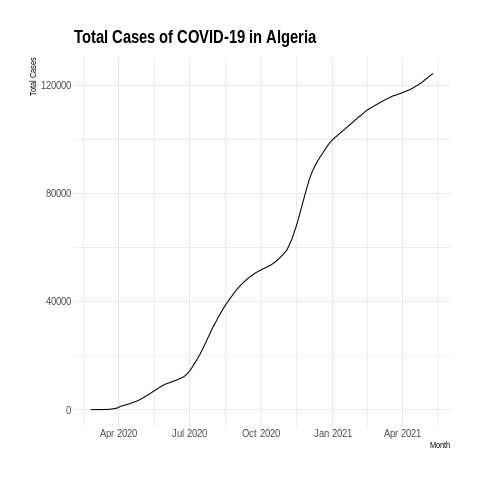 Total Cases of COVID-19 in Algeria
Total Cases
120000
80000
40000
0
Apr 2020 Jul 2020 Oct 2020 Jan 2021 Apr 2021
Month